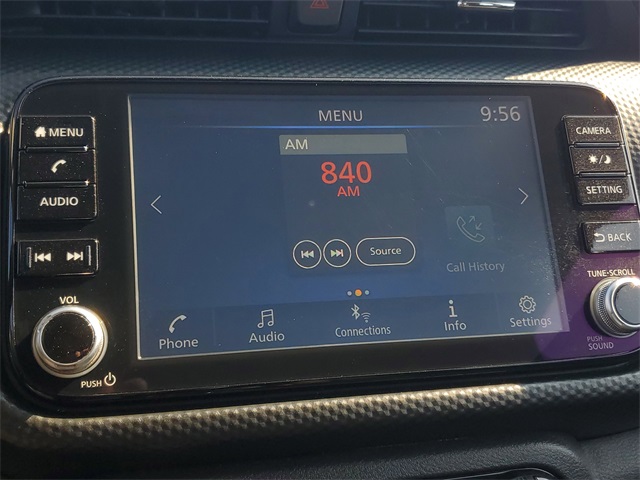 MENU
AUDIO
VOL
PUSH
MENU
9:56
AM
840
AM
Source
Call History
Phone
Audio
Connections
Info
Settings
CAMERA
SETTING
BACK
TUNE·SCROLL
PUSH
SOUND